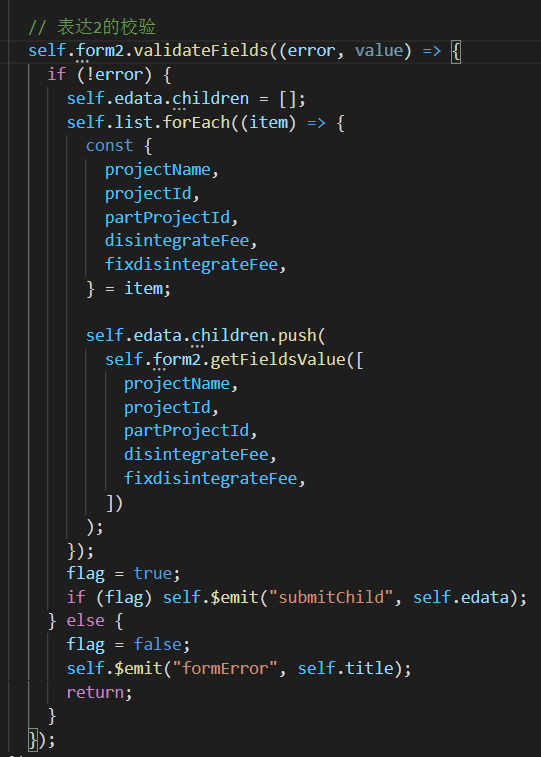 // 表达2的校验
self.form2.validateFields((error, value) => {
if (!error) {
self.edata.children = [];
self.list.forEach((item) => {
const {
projectName,
projectId,
partProjectId,
disintegrateFee,
fixdisintegrateFee,
} = item;
self.edata.children.push(
self.form2.getFieldsValue([
projectName,
projectId,
partProjectId,
disintegrateFee,
fixdisintegrateFee,
])
);
});
flag = true;
if (flag) self.$emit("submitChild", self.edata);
} else {
flag = false;
self.$emit("formError", self.title);
return;
}
});